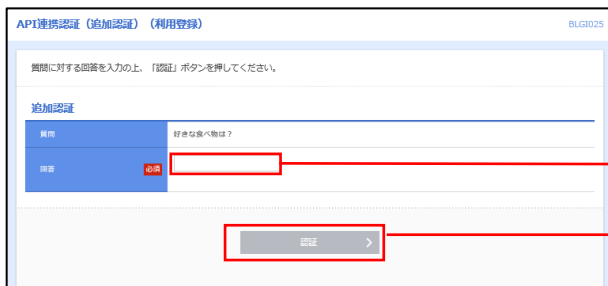 API連携認証（追加認証）（利用登録）
BLGI025
質問に対する回答を入力の上、「認証」ボタンを押してください。
追加認証
質問
好きな食べ物は？
回答
必須
認証